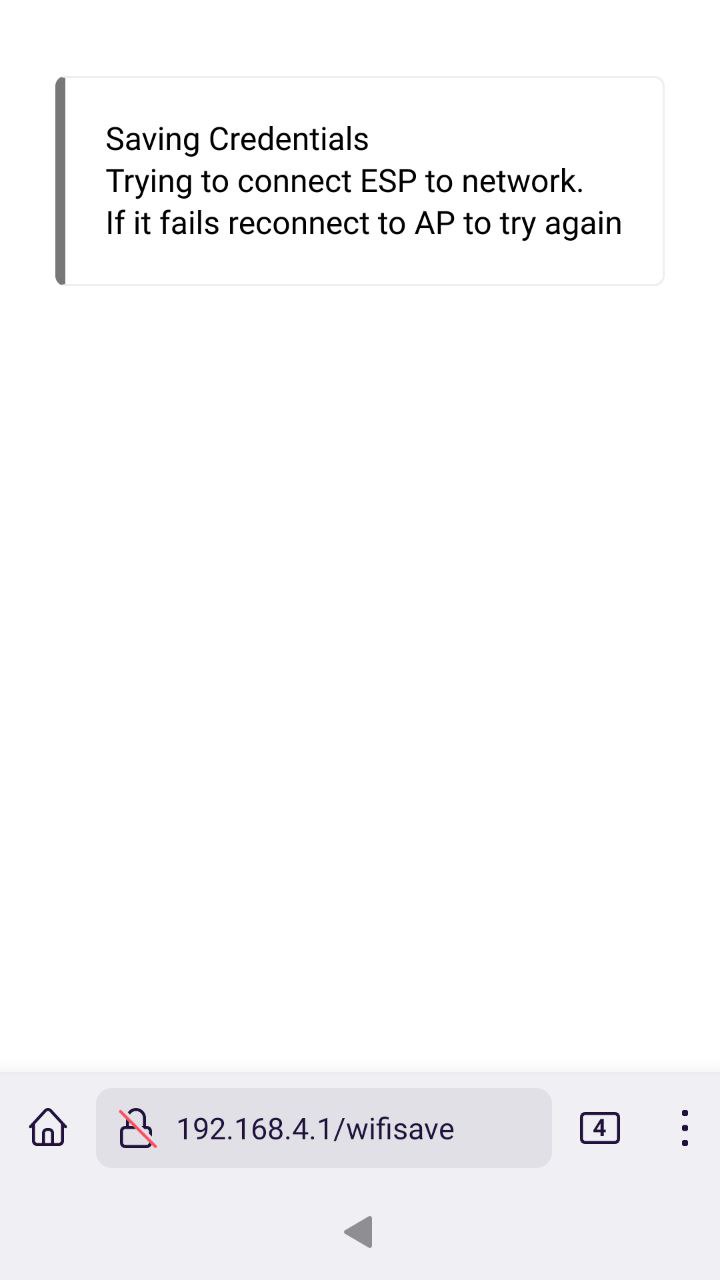 Saving Credentials
Trying to connect ESP to network.
If it fails reconnect to AP to try again
192.168.4.1/wifisave
4